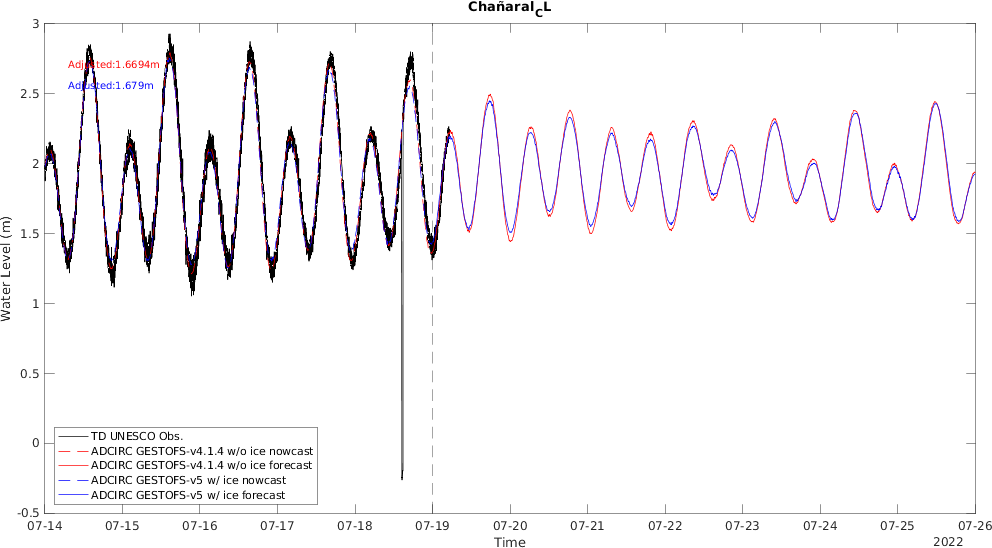 Chañaral_CL
3
2.5
2
1.5
1
0.5
0
-0.5
Water Level (m)
Adjusted:1.6694m
Adjusted:1.679m
TD UNESCO Obs.
ADCIRC GESTOFS-v4.1.4 w/o ice nowcast
ADCIRC GESTOFS-v4.1.4 w/o ice forecast
ADCIRC GESTOFS-v5 w/ ice nowcast
ADCIRC GESTOFS-v5 w/ ice forecast
07-14 07-15 07-16 07-17 07-18 07-19 07-20 07-21 07-22 07-23 07-24 07-25 07-26
Time
2022